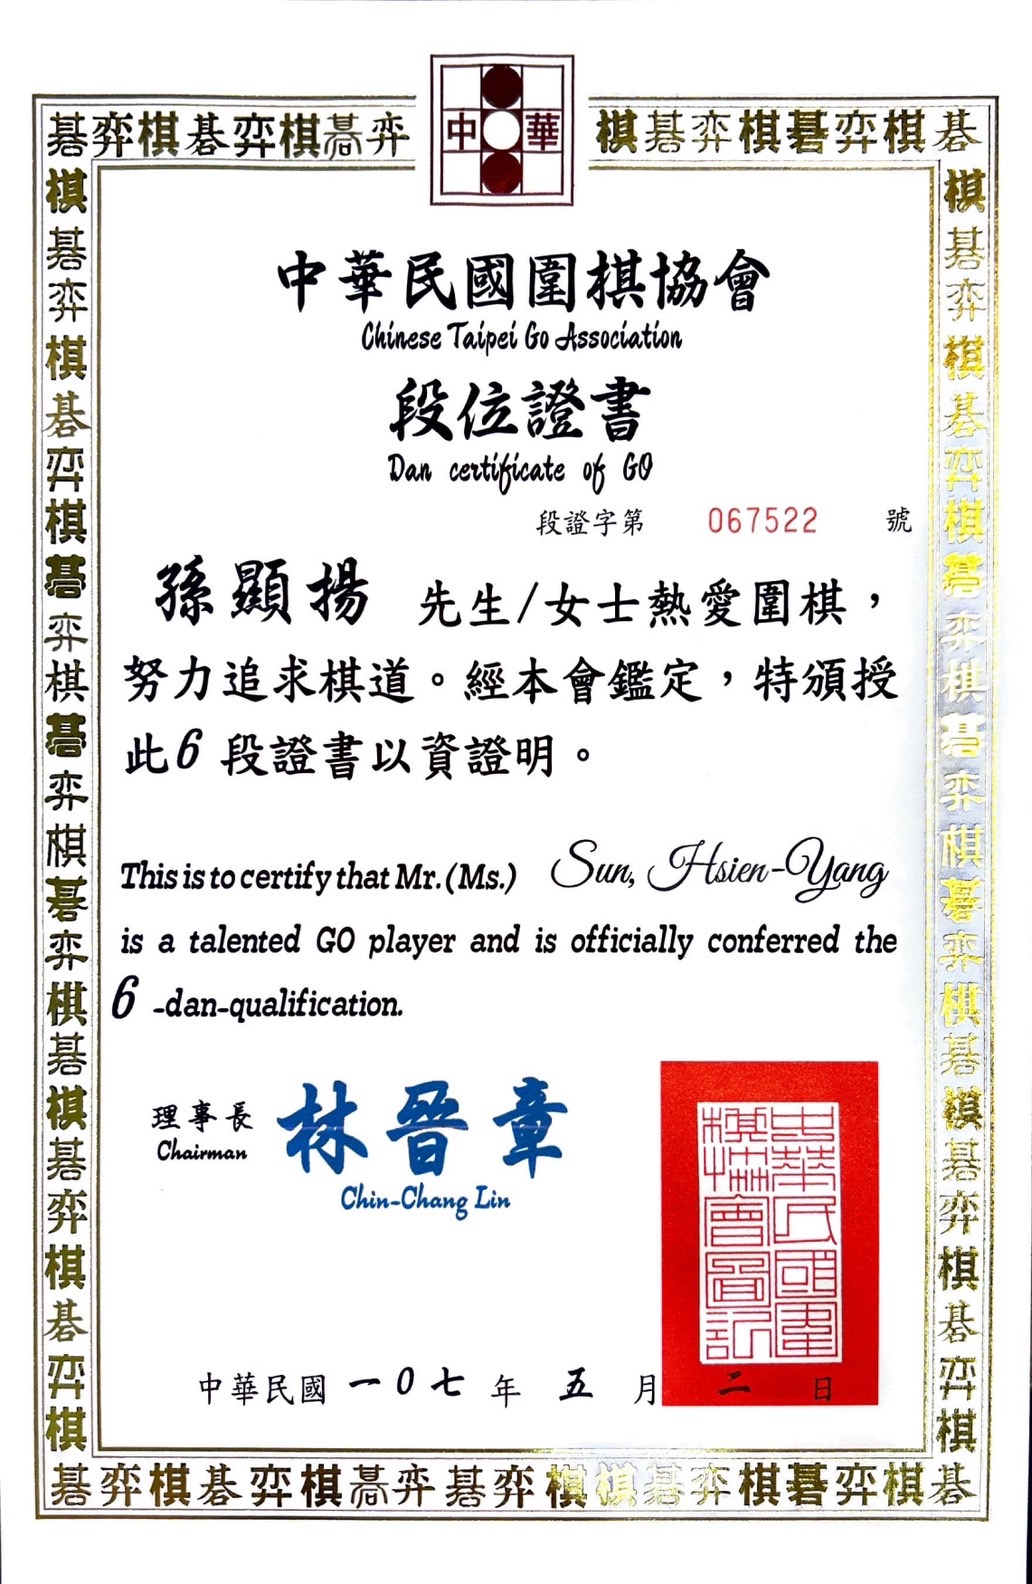 中華
碁弈棋碁弈棋碁弈
棋碁弈棋碁弈棋碁
中華民國圍棋協會
Chinese Taipei Go Association
段位證書
Dan certificate of GO
段證字第 067522 號
孫顯揚 先生/女士熱愛圍棋，
努力追求棋道。經本會鑑定，特頒授
此6段證書以資證明。
This is to certify that Mr.(Ms.) Sun, Hsien-Yang
is a talented GO player and is officially conferred the
6 -dan-qualification.
理事長 林晉章
Chairman
Chin-Chang Lin
中華民國圍
棋協會圖記
中華民國 一0七 年 五 月 二 日
棋碁弈棋碁弈棋碁弈棋碁弈棋碁弈棋碁棋碁弈棋碁弈棋
棋碁弈棋碁弈棋碁弈棋碁弈棋碁弈棋碁棋碁弈棋碁弈棋
碁弈棋碁弈棋碁弈碁弈棋棋碁弈棋碁弈棋碁